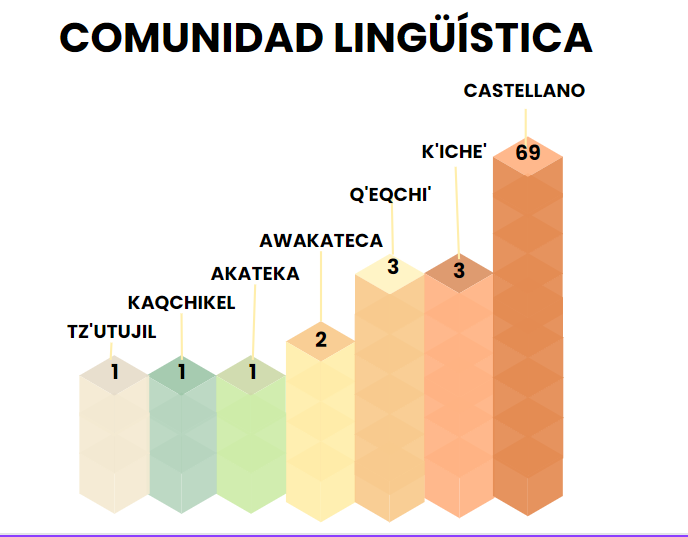 COMUNIDAD LINGÜÍSTICA
CASTELLANO
69
K'ICHE'
3
Q'EQCHI'
3
AWAKATECA
2
AKATEKA
1
KAQCHIKEL
1
TZ'UTUJIL
1